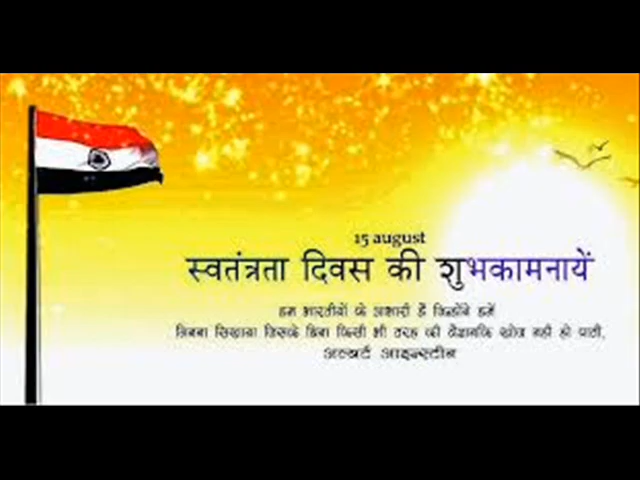 15 august
स्वतंत्रता दिवस की शुभकामनायें
हम भारतीयों के आभारी हैं जिन्होंने हमें
गिनना सिखाया जिसके बिना किसी भी तरह की वैज्ञानिक खोज नहीं हो पाती,
अल्बर्ट आइन्स्टीन